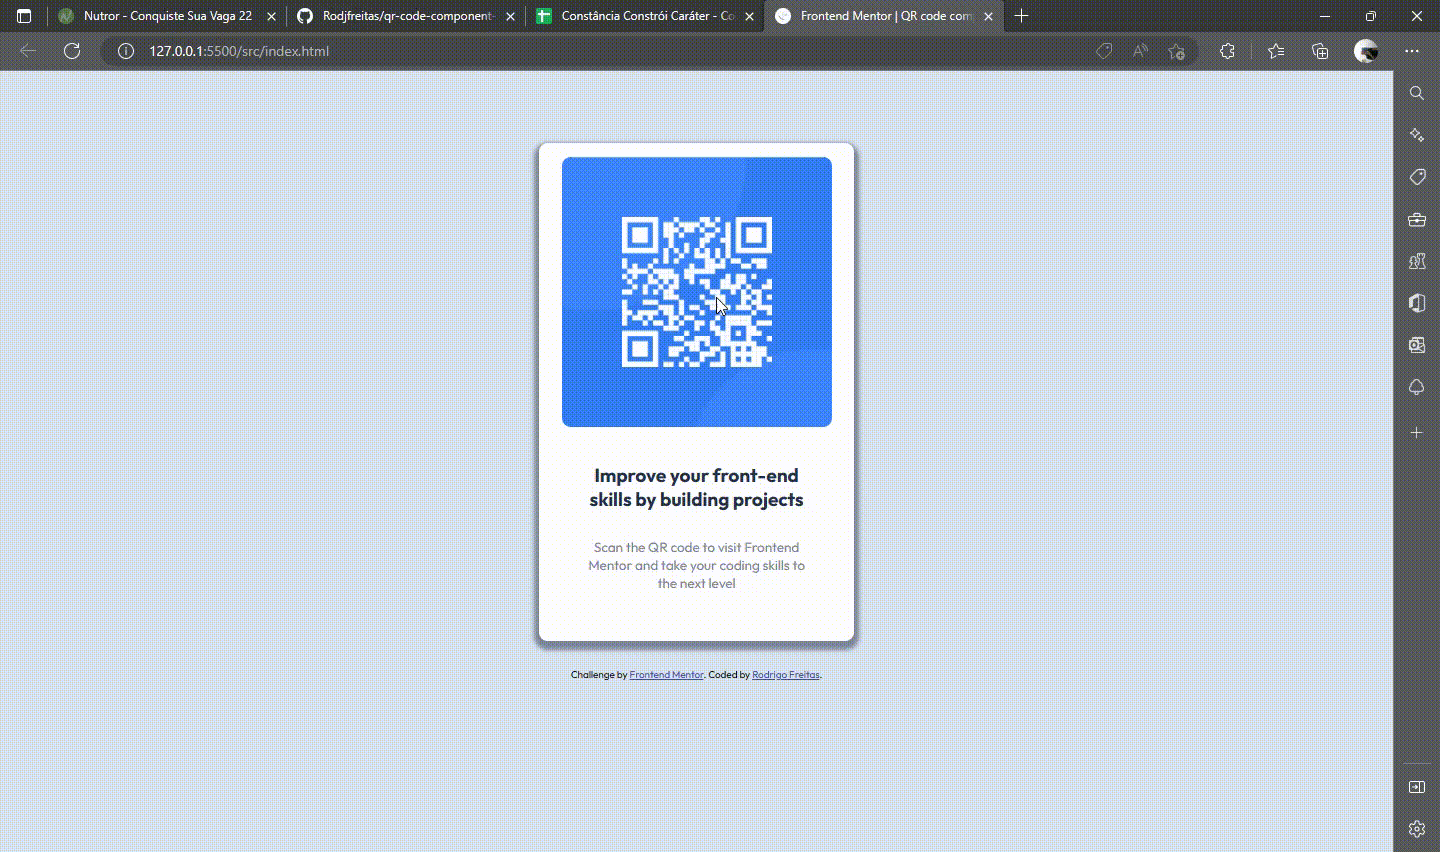 Nutror - Conquiste Sua Vaga 22
Rodjfreitas/qr-code-component-
Constância Constrói Caráter - Co
Frontend Mentor | QR code com
127.0.0.1:5500/src/index.html
Improve your front-end
skills by building projects
Scan the QR code to visit Frontend
Mentor and take your coding skills to
the next level
Challenge by Frontend Mentor. Coded by Rodrigo Freitas.